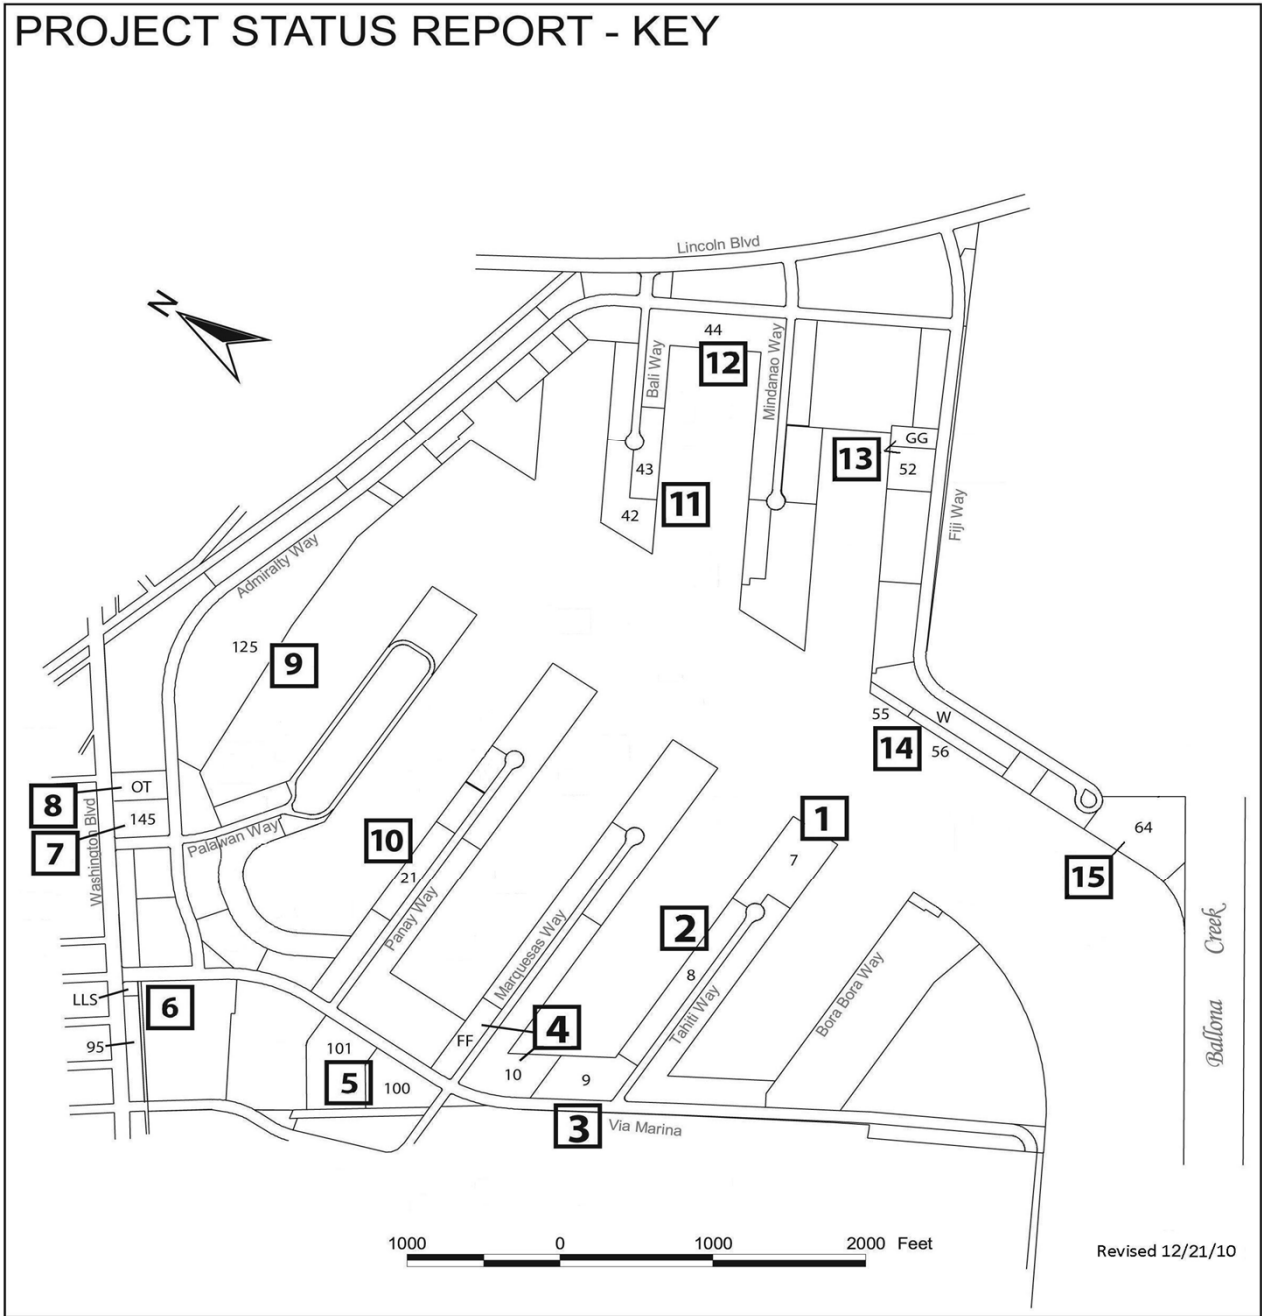 PROJECT STATUS REPORT - KEY
Lincoln Blvd
N
44
12
Bali Way
Mindanao Way
GG
13
52
43
11
42
Fiji Way
Admiralty Way
125
9
55
W
14
56
OT
8
145
7
Washington Blvd
Palawan Way
10
21
Panay Way
1
7
64
15
2
8
Marquesas Way
Tahiti Way
Bora Bora Way
Ballona Creek
LLS
6
95
4
FF
101
5
100
10
9
3
Via Marina
1000 0 1000 2000 Feet
Revised 12/21/10